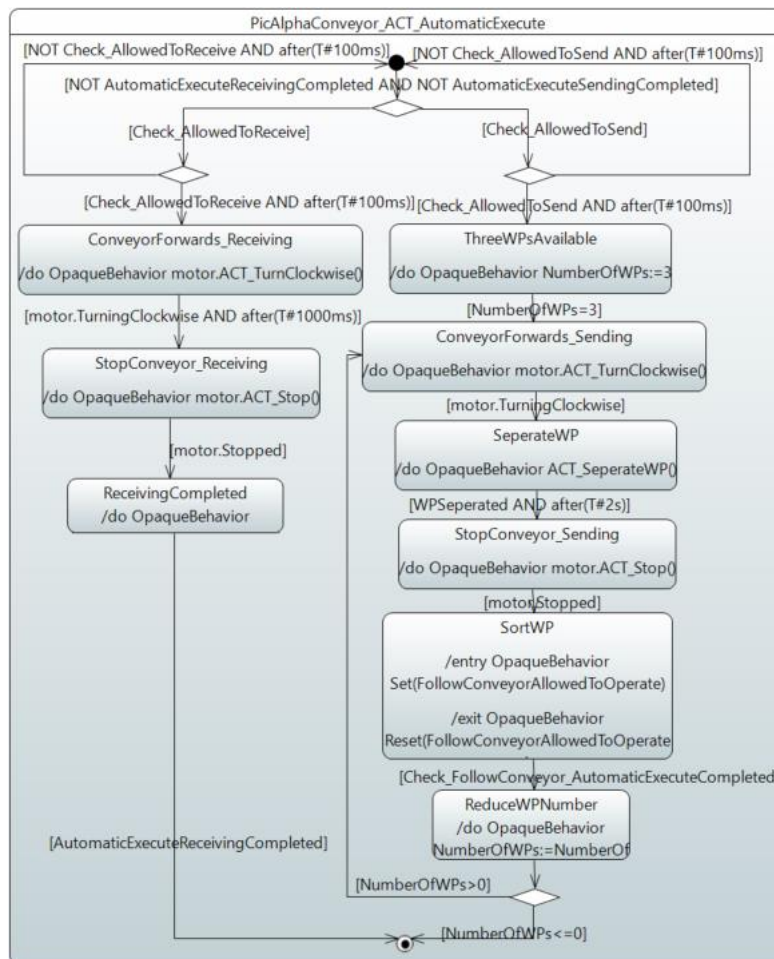 PicAlphaConveyor_ACT_AutomaticExecute
[NOT Check_AllowedToReceive AND after(T#100ms)]
[NOT Check_AllowedToSend AND after(T#100ms)]
[NOT AutomaticExecuteReceivingCompleted AND NOT AutomaticExecuteSendingCompleted]
[Check_AllowedToReceive]
[Check_AllowedToSend]
[Check_AllowedToReceive AND after(T#100ms)]
[Check_AllowedToSend AND after(T#100ms)]
ConveyorForwards_Receiving
/do OpaqueBehavior motor.ACT_TurnClockwise()
[motor.TurningClockwise AND after(T#1000ms)]
StopConveyor_Receiving
/do OpaqueBehavior motor.ACT_Stop()
[motor.Stopped]
ReceivingCompleted
/do OpaqueBehavior
[AutomaticExecuteReceivingCompleted]
ThreeWPsAvailable
/do OpaqueBehavior NumberOfWPs:=3
[NumberOfWPs=3]
ConveyorForwards_Sending
/do OpaqueBehavior motor.ACT_TurnClockwise()
[motor.TurningClockwise]
SeperateWP
/do OpaqueBehavior ACT_SeperateWP()
[WPSeperated AND after(T#2s)]
StopConveyor_Sending
/do OpaqueBehavior motor.ACT_Stop()
[motor.Stopped]
SortWP
/entry OpaqueBehavior
Set(FollowConveyorAllowedToOperate)
/exit OpaqueBehavior
Reset(FollowConveyorAllowedToOperate
[Check_FollowConveyor_AutomaticExecuteCompleted
ReduceWPNumber
/do OpaqueBehavior
NumberOfWPs:=NumberOf
[NumberOfWPs>0]
[NumberOfWPs<=0]